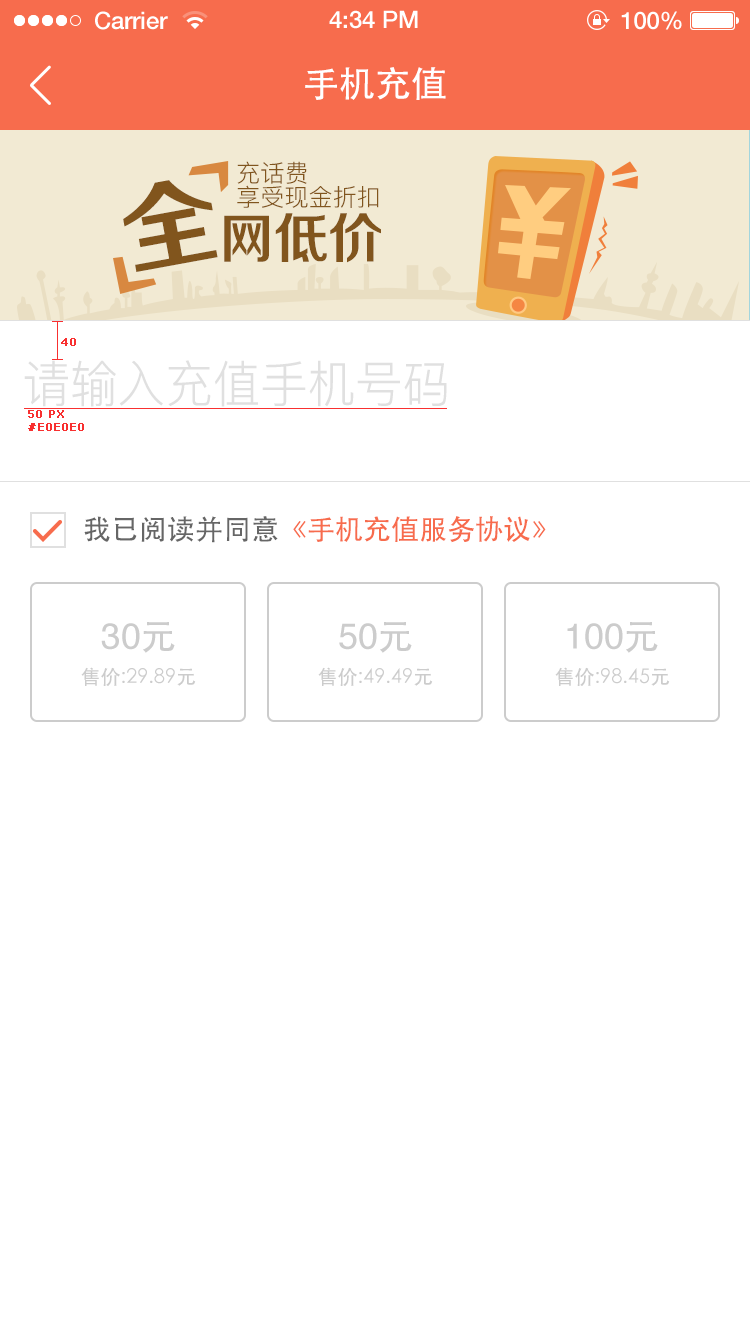 Carrier 4:34 PM 100%
手机充值
充话费
享受现金折扣
全网低价
¥
40
请输入充值手机号码
50 PX
#E0E0E0
我已阅读并同意《手机充值服务协议》
30元 50元 100元
售价:29.89元 售价:49.49元 售价:98.45元